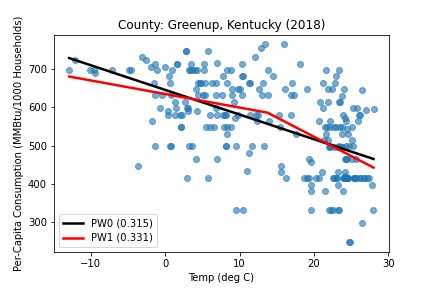 County: Greenup, Kentucky (2018)
Per-Capita Consumption (MMBtu/1000 Households)
700
600
500
400
300
PW0 (0.315)
PW1 (0.331)
−10
0
10
20
30
Temp (deg C)